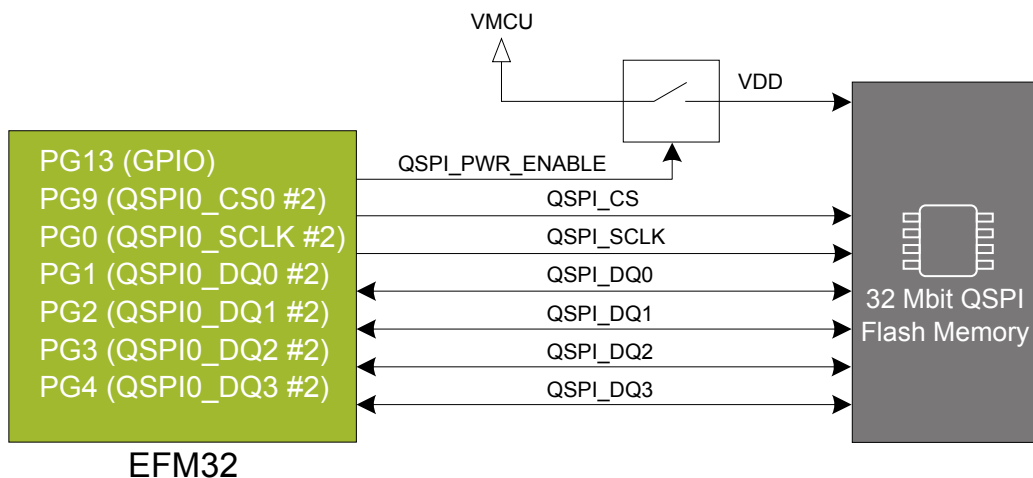 VMCU
VDD
PG13 (GPIO)
QSPI_PWR_ENABLE
PG9 (QSPI0_CS0 #2)
QSPI_CS
PG0 (QSPI0_SCLK #2)
QSPI_SCLK
PG1 (QSPI0_DQ0 #2)
QSPI_DQ0
PG2 (QSPI0_DQ1 #2)
QSPI_DQ1
PG3 (QSPI0_DQ2 #2)
QSPI_DQ2
PG4 (QSPI0_DQ3 #2)
QSPI_DQ3
32 Mbit QSPI
Flash Memory
EFM32